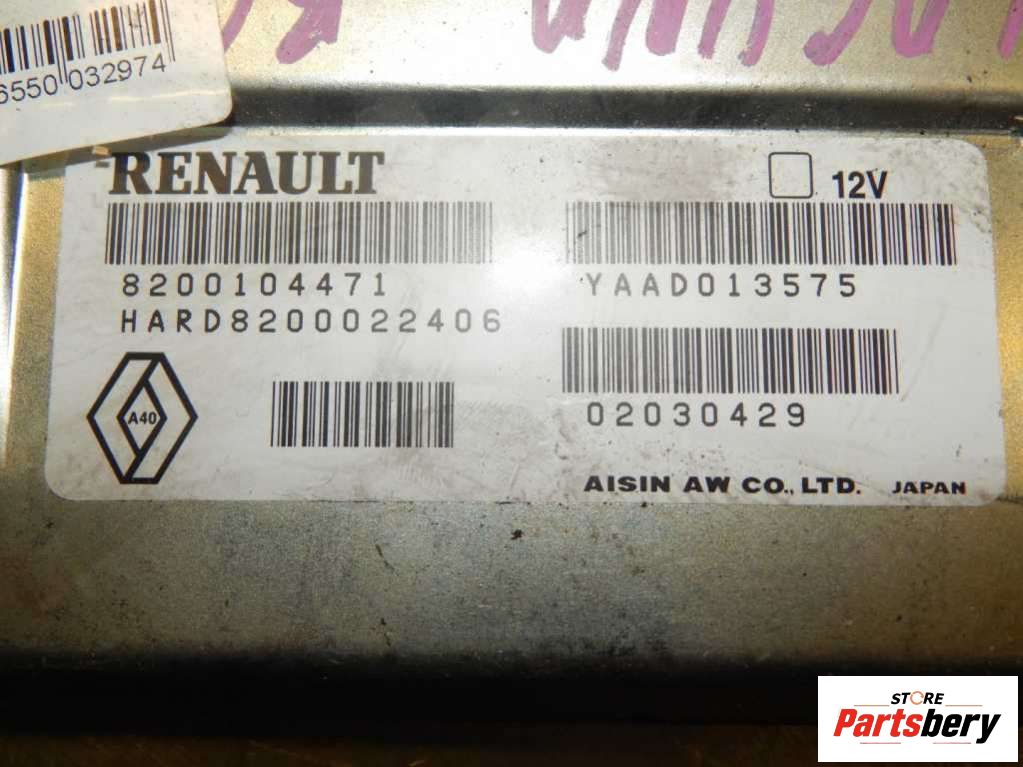 6550 032974
RENAULT
12V
8200104471
YAAD013575
HARD8200022406
02030429
A40
AISIN AW CO., LTD. JAPAN
STORE
Partsbery